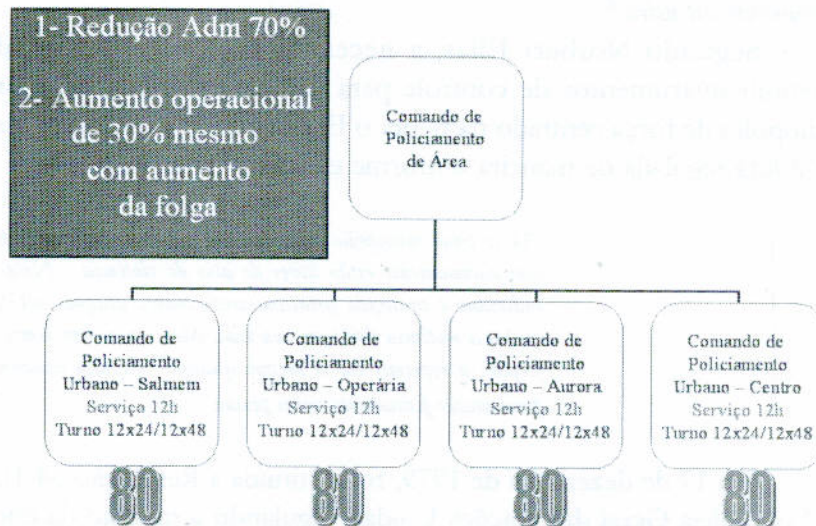 1- Redução Adm 70%
2- Aumento operacional
de 30% mesmo
com aumento
da folga
Comando de
Policiamento
de Área
Comando de
Policiamento
Urbano – Salmem
Serviço 12h
Turno 12x24/12x48
Comando de
Policiamento
Urbano – Operária
Serviço 12h
Turno 12x24/12x48
Comando de
Policiamento
Urbano – Aurora
Serviço 12h
Turno 12x24/12x48
Comando de
Policiamento
Urbano – Centro
Serviço 12h
Turno 12x24/12x48
80
80
80
80